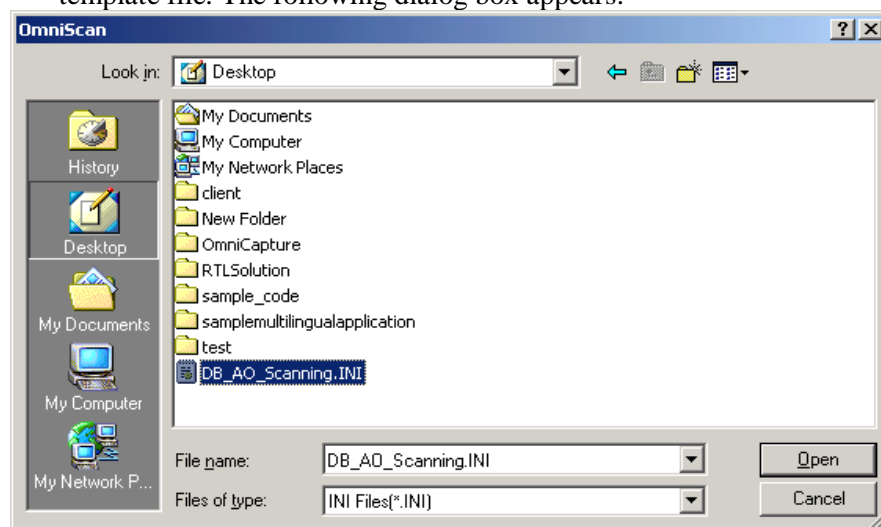 template file. The following dialog box appears:
OmniScan
Look in:
Desktop
History
Desktop
My Documents
My Computer
My Network P...
My Documents
My Computer
My Network Places
client
New Folder
OmniCapture
RTLSolution
sample_code
samplemultilingualapplication
test
DB_AO_Scanning.INI
File name:
DB_AO_Scanning.INI
Open
Files of type:
INI Files(*.INI)
Cancel